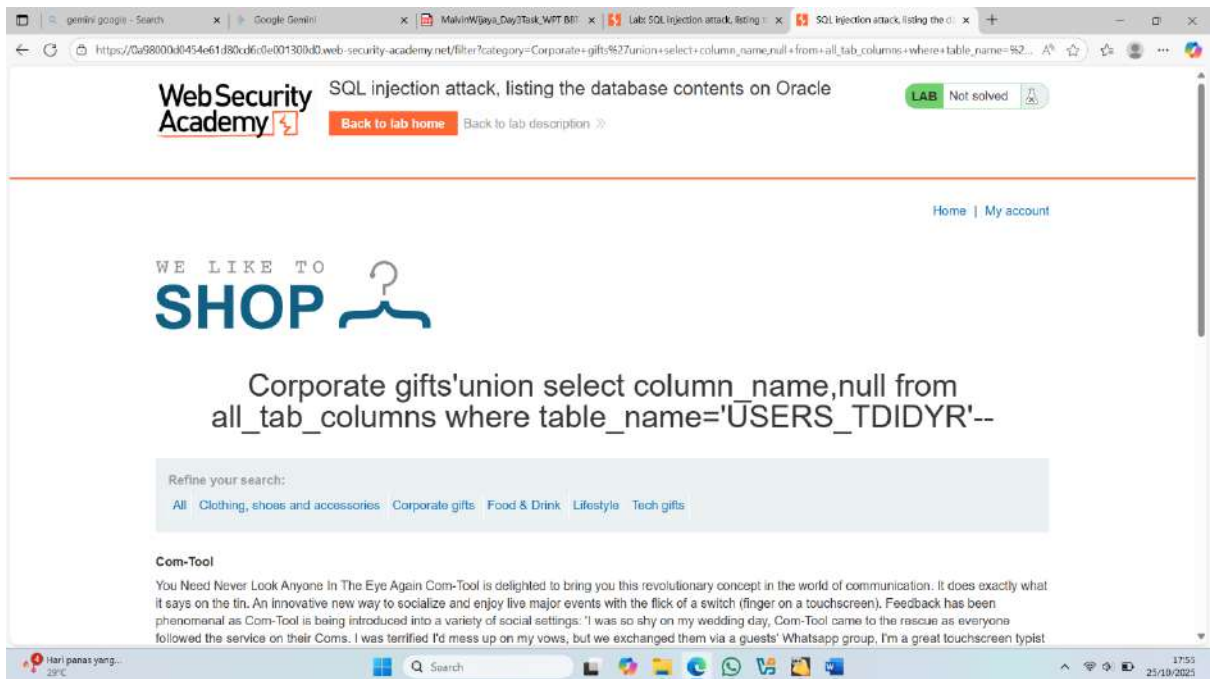 gemini google - Search
Google Gemini
MalvinWijaya_Day3Task_WPT BBT
Lab: SQL injection attack, listing t
SQL injection attack, listing the d
https://0a98000d0454e61d80cd6c0e001300d0.web-security-academy.net/filter?category=Corporate+gifts%27union+select+column_name,null+from+all_tab_columns+where+table_name=%2...
WebSecurity
Academy
SQL injection attack, listing the database contents on Oracle
Back to lab home
Back to lab description
LAB Not solved
Home | My account
WE LIKE TO
SHOP
Corporate gifts'union select column_name,null from
all_tab_columns where table_name='USERS_TDIDYR'--
Refine your search:
All Clothing, shoes and accessories Corporate gifts Food & Drink Lifestyle Tech gifts
Com-Tool
You Need Never Look Anyone In The Eye Again Com-Tool is delighted to bring you this revolutionary concept in the world of communication. It does exactly what
it says on the tin. An innovative new way to socialize and enjoy live major events with the flick of a switch (finger on a touchscreen). Feedback has been
phenomenal as Com-Tool is being introduced into a variety of social settings: 'I was so shy on my wedding day, Com-Tool came to the rescue as everyone
followed the service on their Coms. I was terrified I'd mess up on my vows, but we exchanged them via a guests' Whatsapp group, I'm a great touchscreen typist
Hari panas yang...
29°C
Search
17:55
25/10/2025